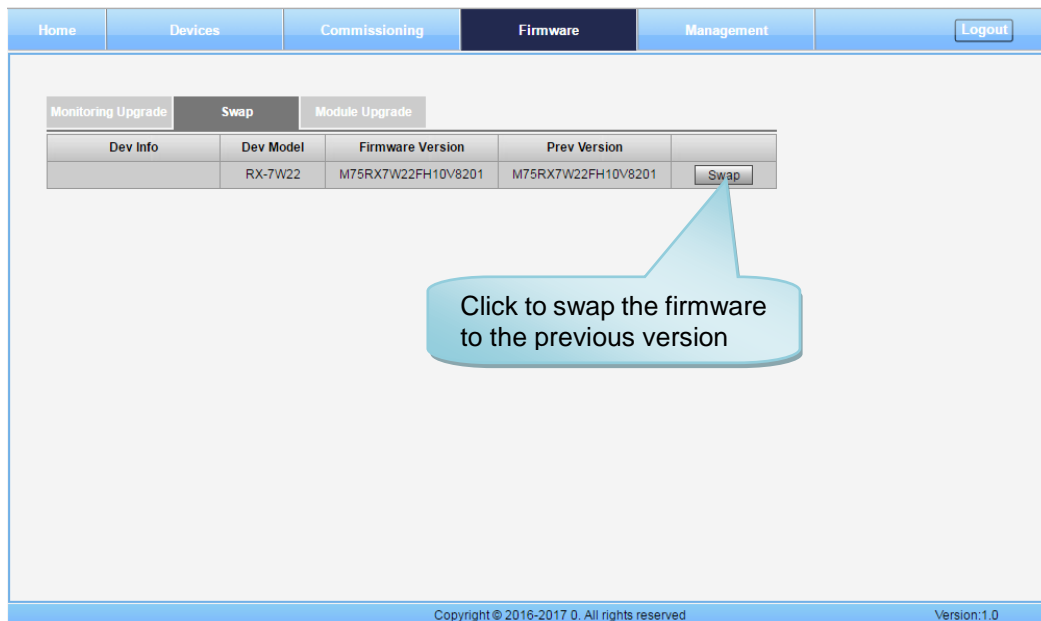 Home Devices Commissioning Firmware Management Logout
Monitoring Upgrade Swap Module Upgrade
Dev Info Dev Model Firmware Version Prev Version
RX-7W22 M75RX7W22FH10V8201 M75RX7W22FH10V8201 Swap
Click to swap the firmware
to the previous version
Copyright © 2016-2017 0. All rights reserved Version:1.0